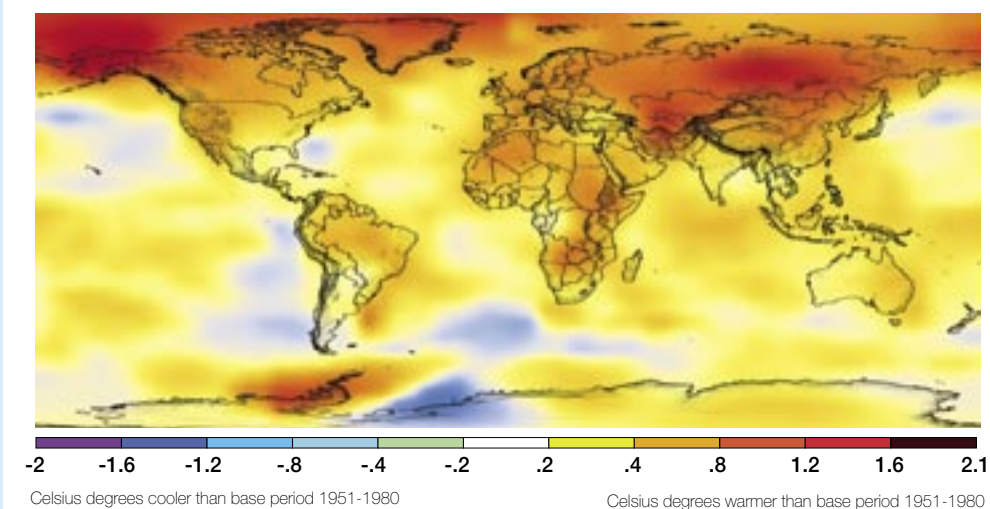 -2 -1.6 -1.2 -.8 -.4 -.2 .2 .4 .8 1.2 1.6 2.1
Celsius degrees cooler than base period 1951-1980 Celsius degrees warmer than base period 1951-1980